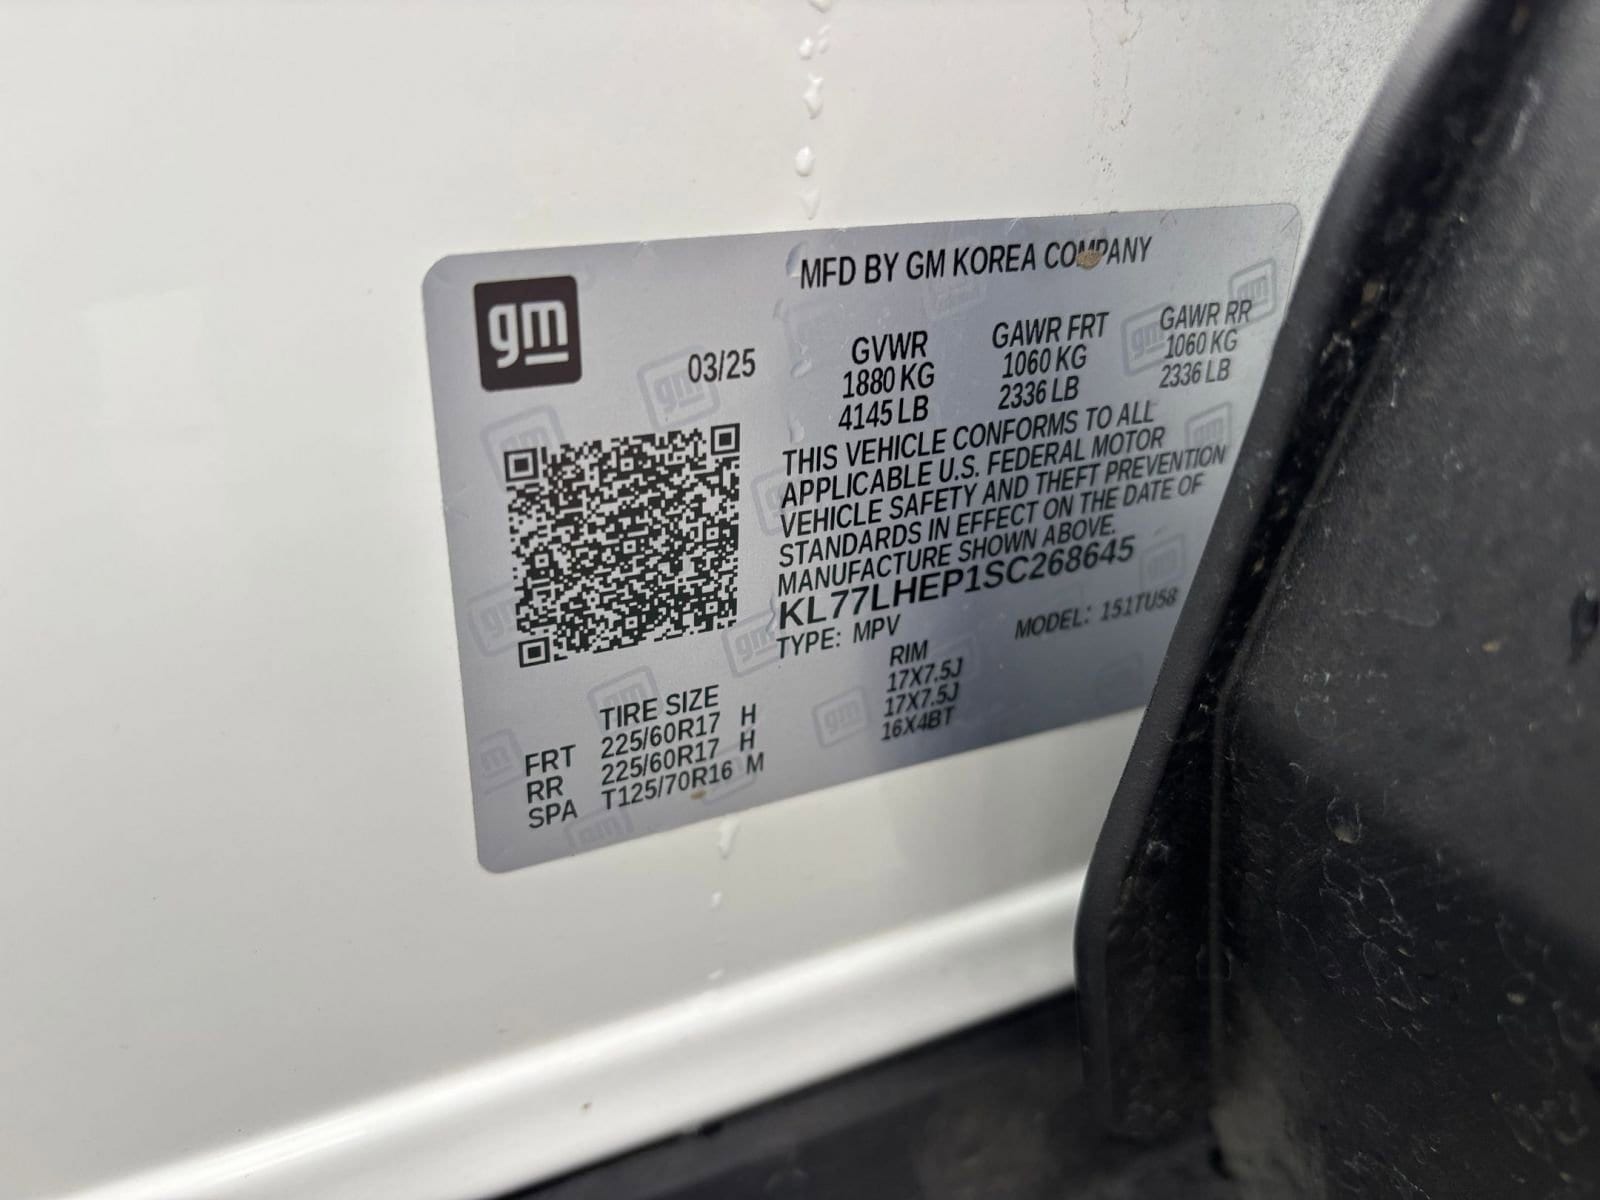 gm
MFD BY GM KOREA COMPANY
03/25
GVWR GAWR FRT GAWR RR
1880 KG 1060 KG 1060 KG
4145 LB 2336 LB 2336 LB
THIS VEHICLE CONFORMS TO ALL
APPLICABLE U.S. FEDERAL MOTOR
VEHICLE SAFETY AND THEFT PREVENTION
STANDARDS IN EFFECT ON THE DATE OF
MANUFACTURE SHOWN ABOVE.
KL77LHEP1SC268645
TYPE: MPV MODEL: 151TU58
TIRE SIZE RIM
FRT 225/60R17 H 17X7.5J
RR 225/60R17 H 17X7.5J
SPA T125/70R16 M 16X4BT